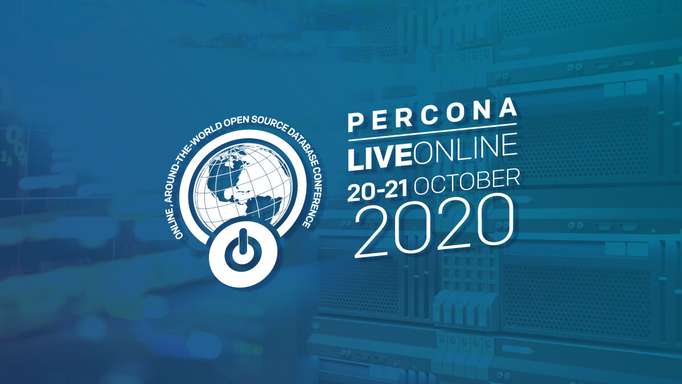 ONLINE, AROUND-THE-WORLD OPEN SOURCE DATABASE CONFERENCE
PERCONA
LIVEONLINE
20-21 OCTOBER
2020